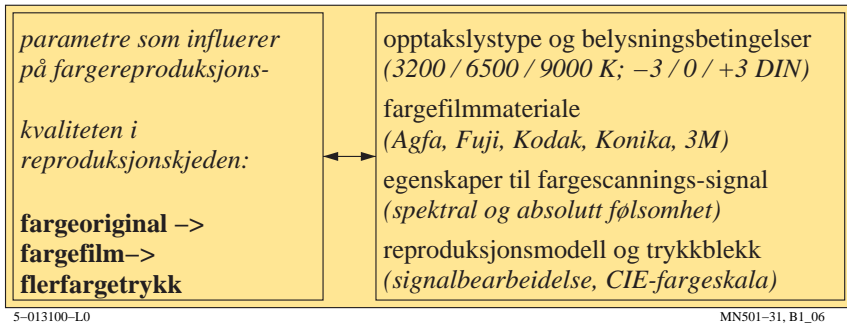 parametre som influerer
på fargereproduksjons-
kvaliteten i
reproduksjonskjeden:
fargeoriginal −>
fargefilm−>
flerfargetrykk
opptakslystype og belysningsbetingelser
(3200 / 6500 / 9000 K; −3 / 0 / +3 DIN)
fargefilmmateriale
(Agfa, Fuji, Kodak, Konika, 3M)
egenskaper til fargescannings-signal
(spektral og absolutt følsomhet)
reproduksjonsmodell og trykkblekk
(signalbearbeidelse, CIE-fargeskala)
5−013100−L0
MN501−31, B1_06